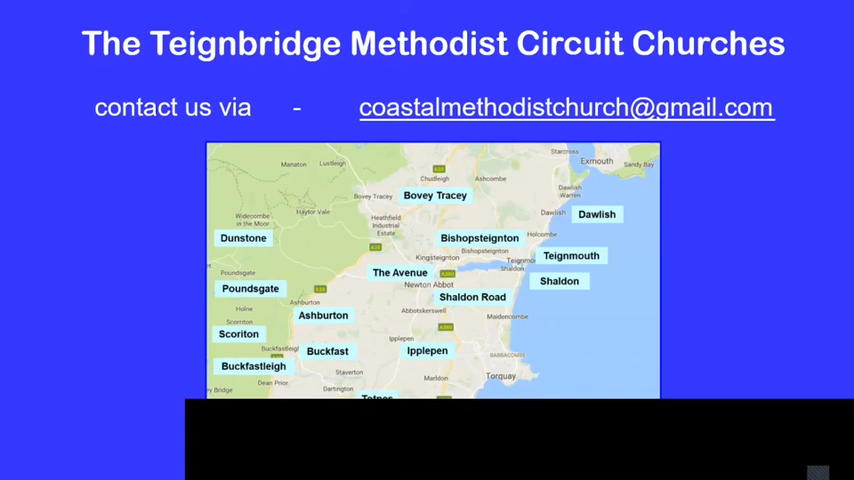 The Teignbridge Methodist Circuit Churches
contact us via - coastalmethodistchurch@gmail.com
Starcross
Exmouth
Sandy Bay
Manaton
Lustleigh
Chudleigh
Ashcombe
Dawlish Warren
Bovey Tracey
Bovey Tracey
Haytor Vale
Widecombe in the Moor
Heathfield Industrial Estate
Dawlish
Dawlish
Holcombe
Dunstone
Bishopsteignton
Bishopsteignton
Kingsteignton
Teignmouth
Shaldon
Poundsgate
The Avenue
Newton Abbot
Shaldon
Poundsgate
Shaldon Road
Ashburton
Holne
Ashburton
Abbotskerswell
Maidencombe
Scoriton
Ipplepen
Buckfast
Ipplepen
BABBACOMBE
Buckfastleigh
Staverton
Marldon
Torquay
Dean Prior
Dartington
Totnes